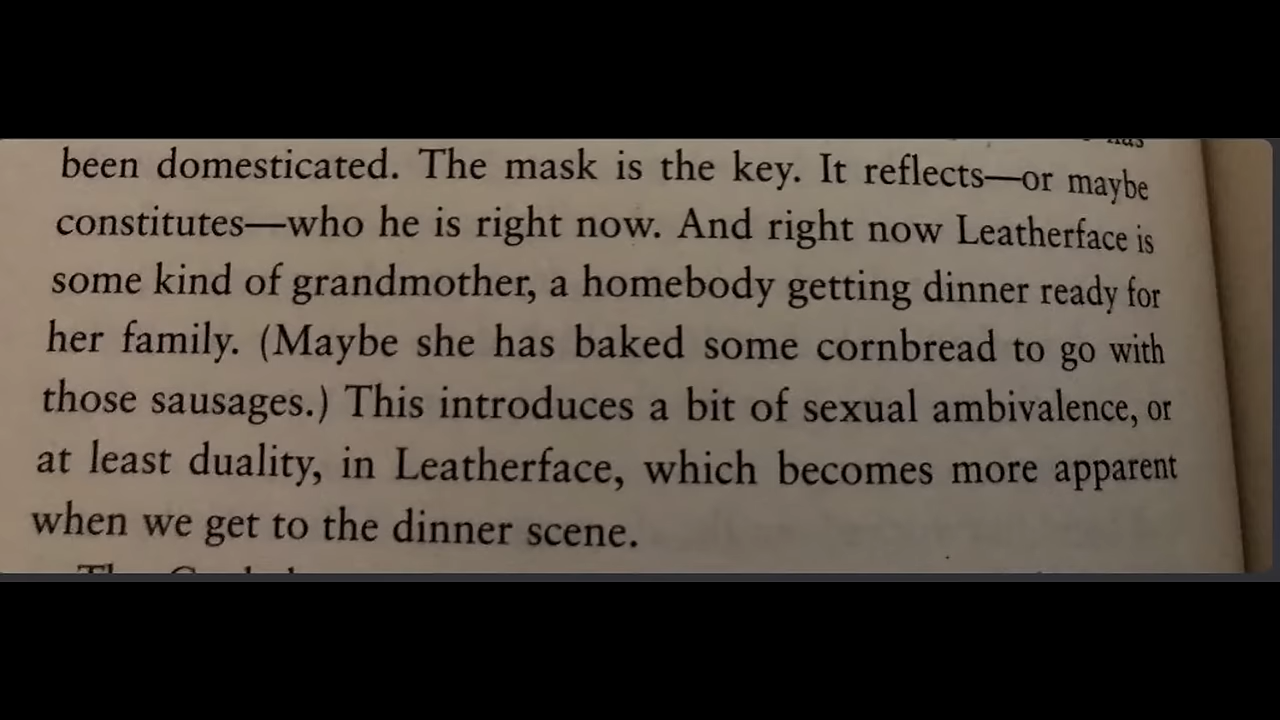 been domesticated. The mask is the key. It reflects—or maybe
constitutes—who he is right now. And right now Leatherface is
some kind of grandmother, a homebody getting dinner ready for
her family. (Maybe she has baked some cornbread to go with
those sausages.) This introduces a bit of sexual ambivalence, or
at least duality, in Leatherface, which becomes more apparent
when we get to the dinner scene.